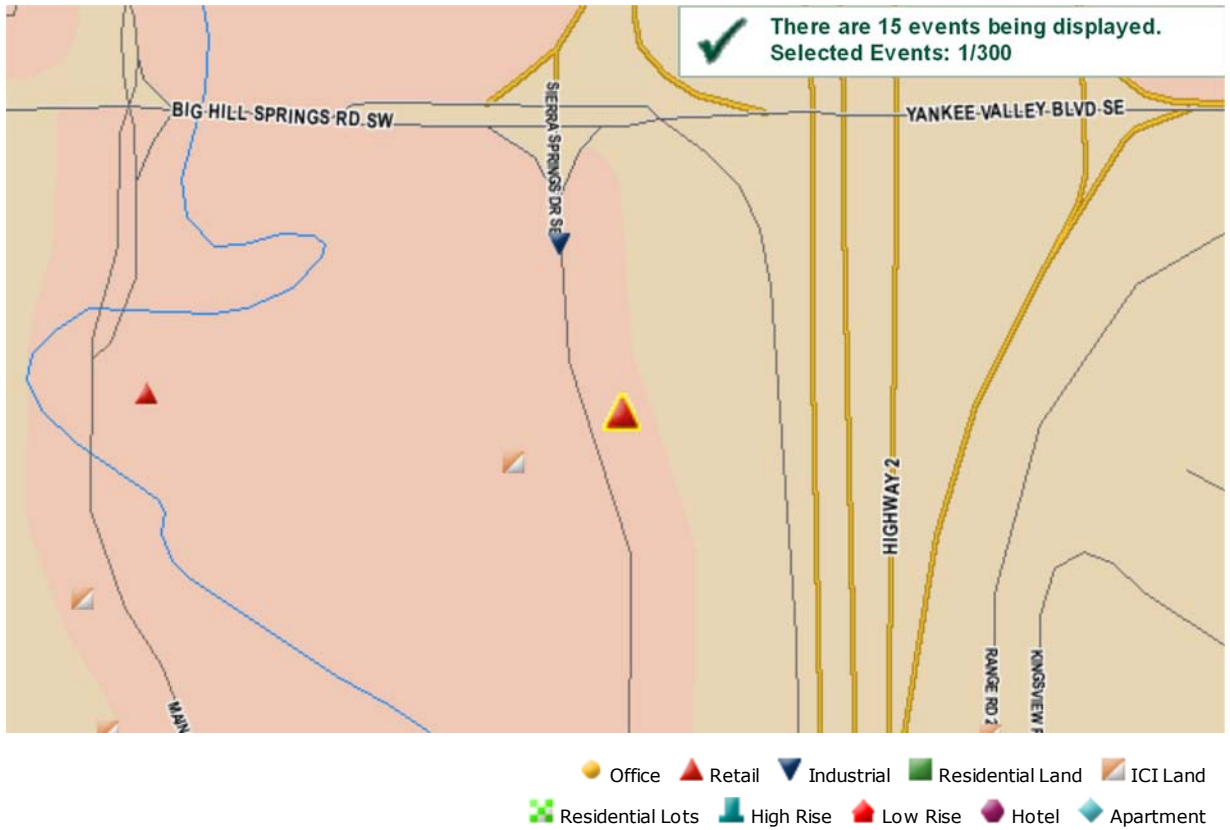 There are 15 events being displayed.
Selected Events: 1/300
BIG HILL SPRINGS RD SW
SIERRA SPRINGS DR SE
YANKEE VALLEY BLVD SE
HIGHWAY 2
MAIN
RANGE RD 2
KINGSVIEW
Office Retail Industrial Residential Land ICI Land
Residential Lots High Rise Low Rise Hotel Apartment